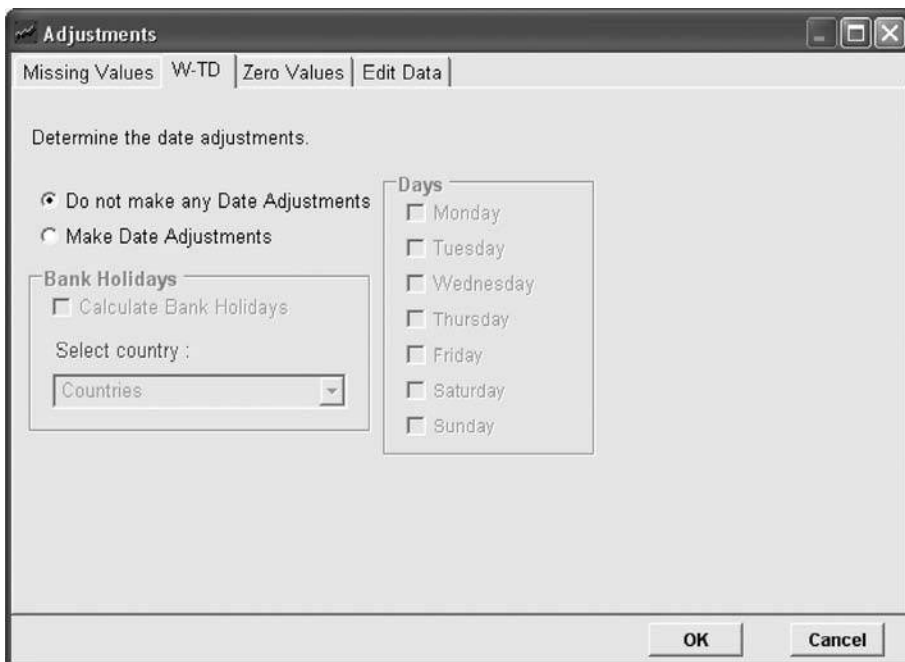 Adjustments
Missing Values W-TD Zero Values Edit Data
Determine the date adjustments.
Do not make any Date Adjustments
Make Date Adjustments
Bank Holidays
Calculate Bank Holidays
Select country :
Countries
Days
Monday
Tuesday
Wednesday
Thursday
Friday
Saturday
Sunday
OK Cancel